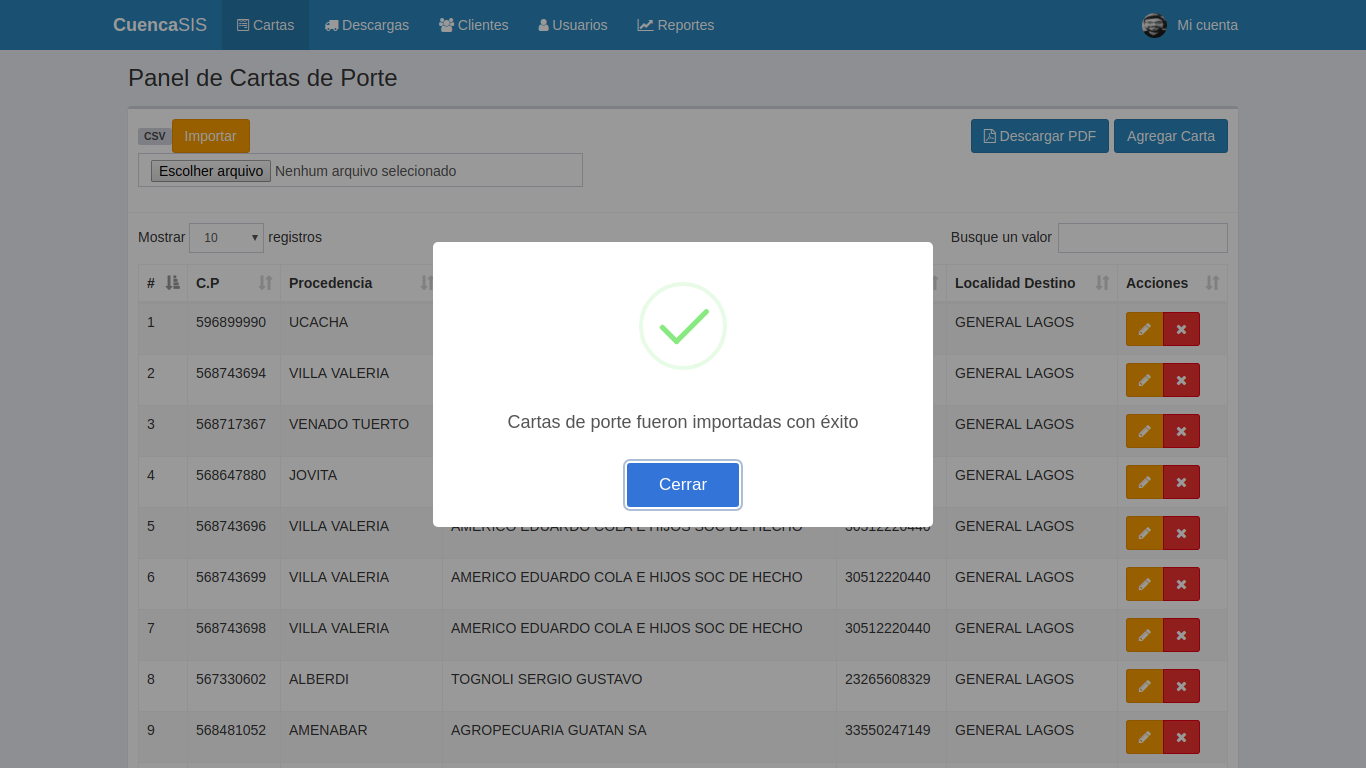 CuencaSIS Cartas Descargas Clientes Usuarios Reportes Mi cuenta
Panel de Cartas de Porte
CSV Importar Descargar PDF Agregar Carta
Escolher arquivo Nenhum arquivo selecionado
Mostrar 10 registros Busque un valor
# C.P Procedencia Localidad Destino Acciones
1 596899990 UCACHA GENERAL LAGOS
2 568743694 VILLA VALERIA GENERAL LAGOS
3 568717367 VENADO TUERTO GENERAL LAGOS
4 568647880 JOVITA GENERAL LAGOS
Cartas de porte fueron importadas con éxito
Cerrar
5 568743696 VILLA VALERIA AMERICO EDUARDO COLA E HIJOS SOC DE HECHO 30512220440 GENERAL LAGOS
6 568743699 VILLA VALERIA AMERICO EDUARDO COLA E HIJOS SOC DE HECHO 30512220440 GENERAL LAGOS
7 568743698 VILLA VALERIA AMERICO EDUARDO COLA E HIJOS SOC DE HECHO 30512220440 GENERAL LAGOS
8 567330602 ALBERDI TOGNOLI SERGIO GUSTAVO 23265608329 GENERAL LAGOS
9 568481052 AMENABAR AGROPECUARIA GUATAN SA 33550247149 GENERAL LAGOS